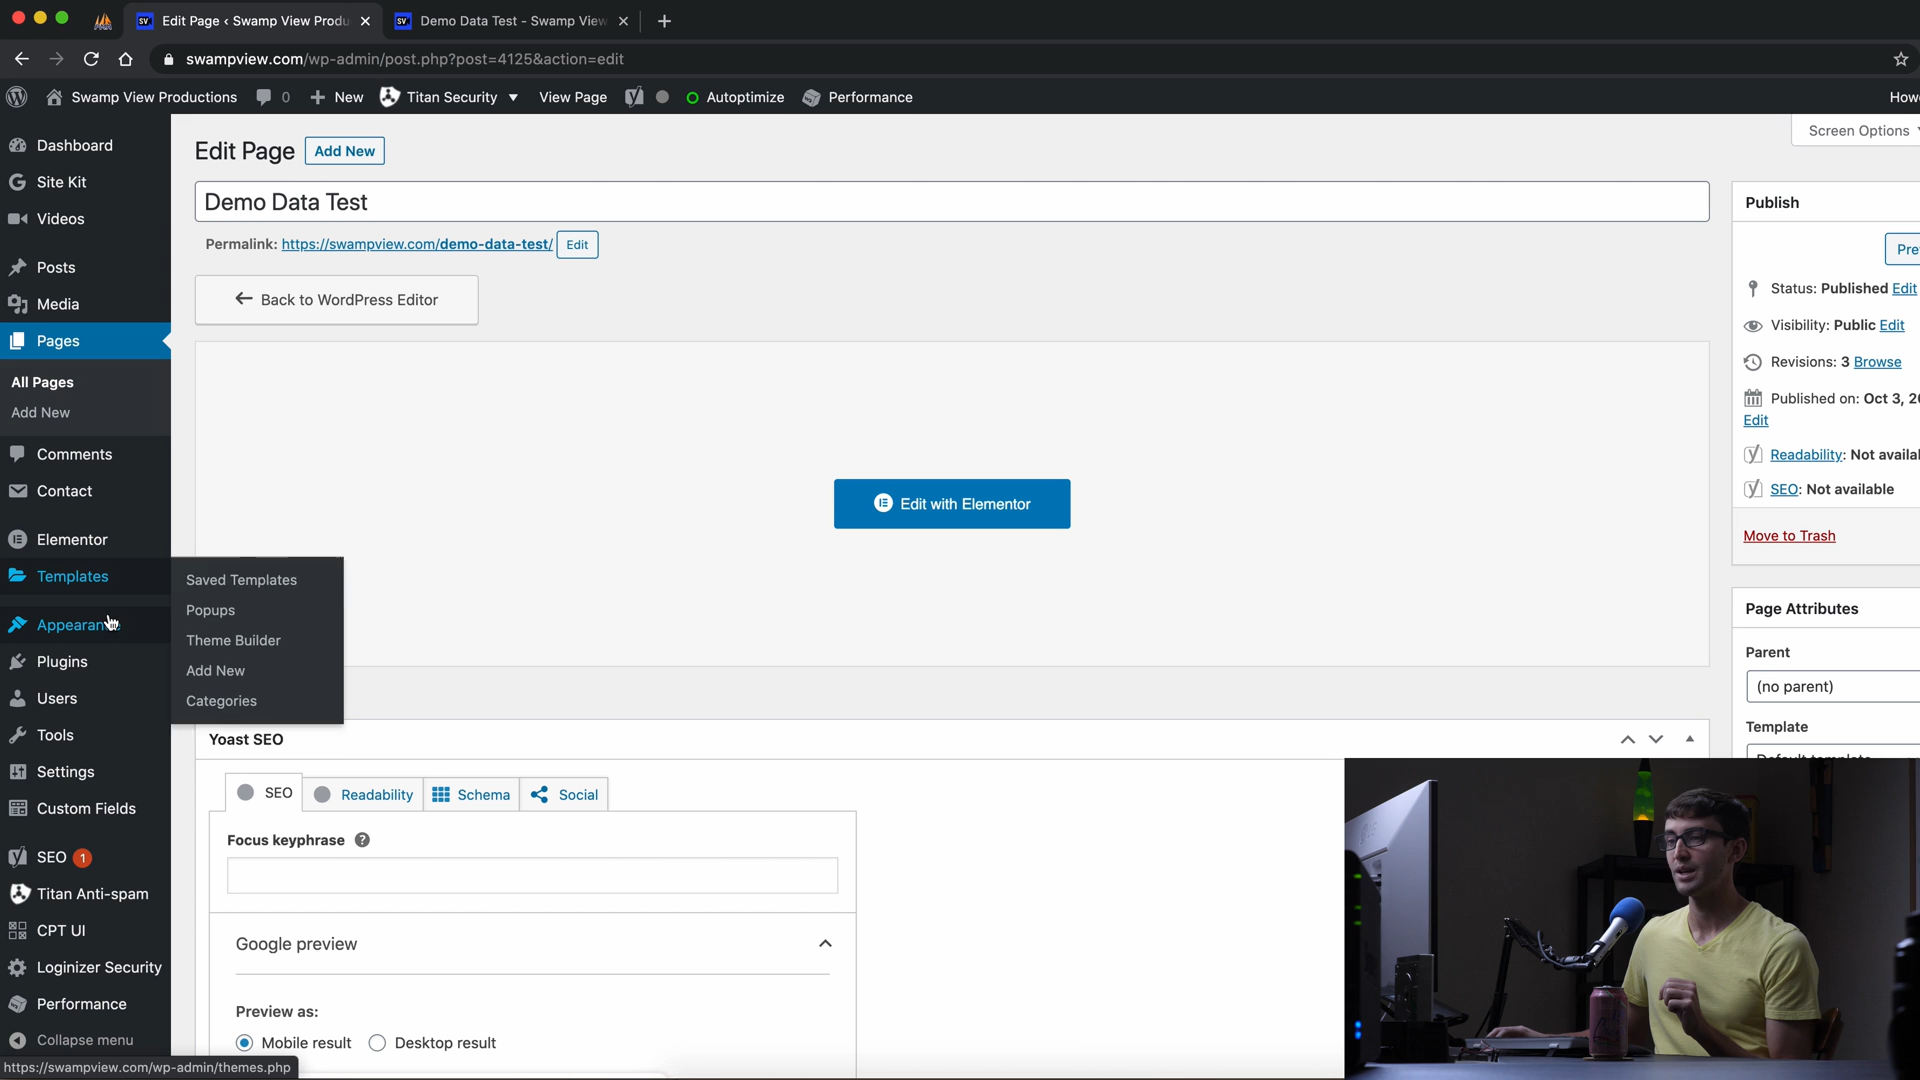 Edit Page ‹ Swamp View Produ
Demo Data Test - Swamp View
swampview.com/wp-admin/post.php?post=4125&action=edit
Swamp View Productions
0
New
Titan Security
View Page
Autoptimize
Performance
How
Screen Options
Dashboard
Site Kit
Videos
Posts
Media
Pages
All Pages
Add New
Comments
Contact
Elementor
Templates
Appearan
Plugins
Users
Tools
Settings
Custom Fields
SEO 1
Titan Anti-spam
CPT UI
Loginizer Security
Performance
Collapse menu
https://swampview.com/wp-admin/themes.php
Saved Templates
Popups
Theme Builder
Add New
Categories
Edit Page
Add New
Demo Data Test
Permalink: https://swampview.com/demo-data-test/ Edit
Back to WordPress Editor
Edit with Elementor
Yoast SEO
SEO
Readability
Schema
Social
Focus keyphrase
Google preview
Preview as:
Mobile result
Desktop result
Publish
Pre
Status: Published Edit
Visibility: Public Edit
Revisions: 3 Browse
Published on: Oct 3, 20
Edit
Readability: Not availa
SEO: Not available
Move to Trash
Page Attributes
Parent
(no parent)
Template
Default template